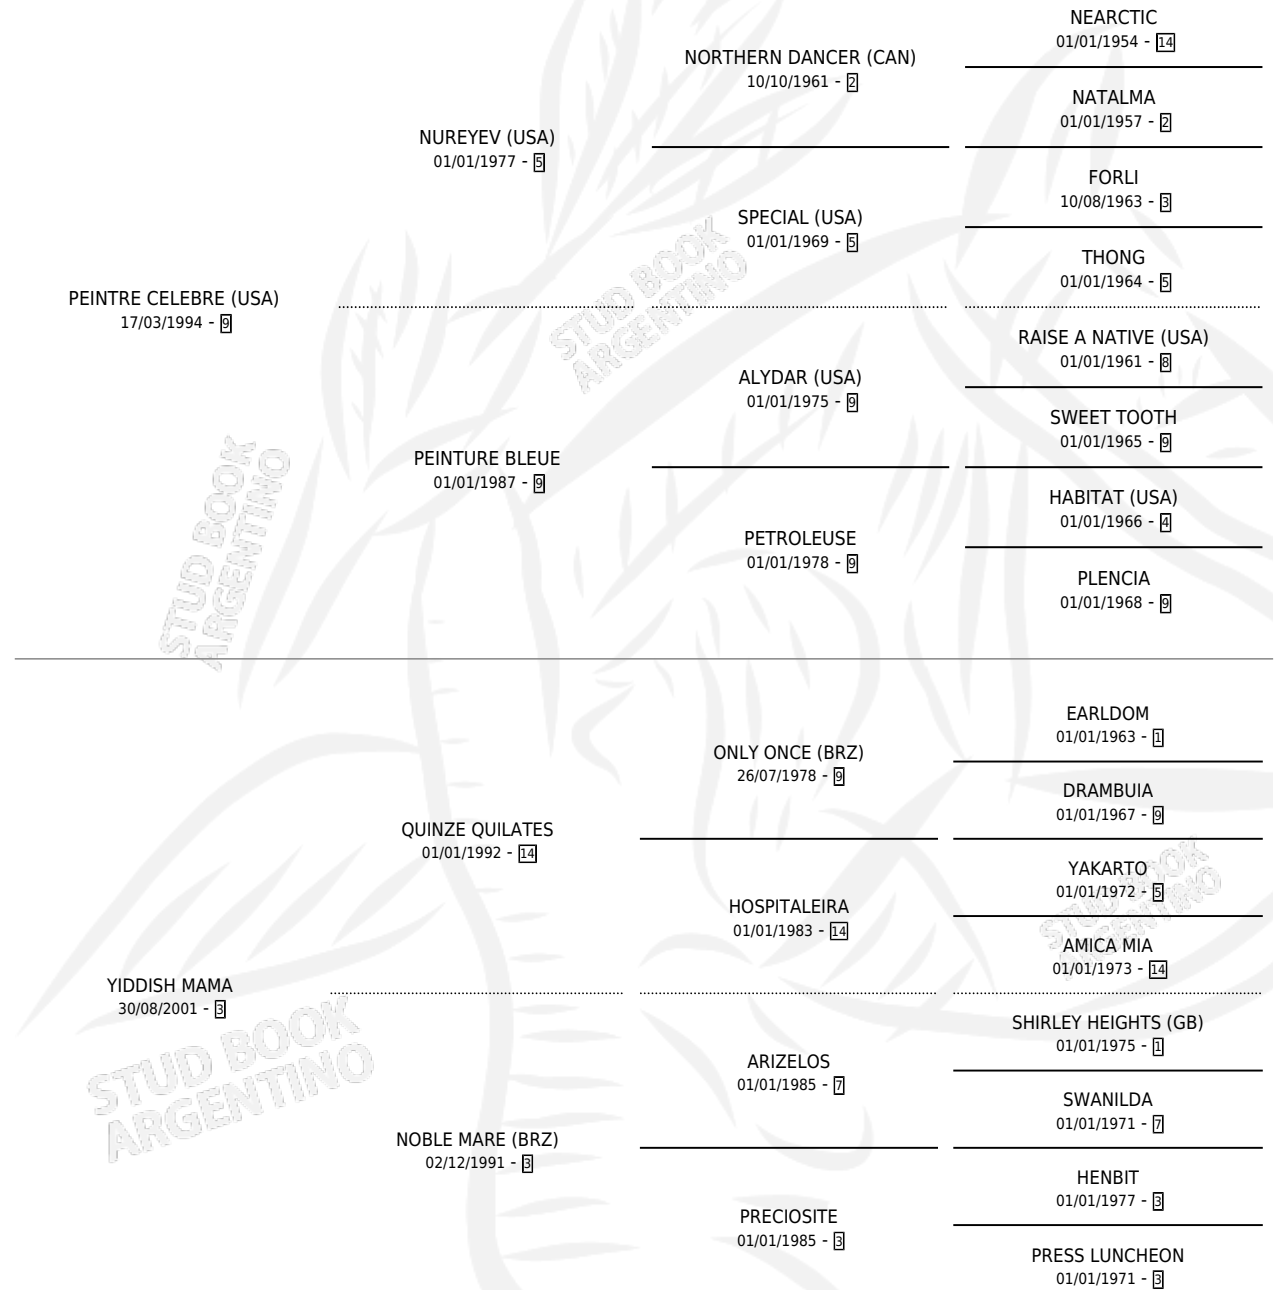 NEARCTIC
01/01/1954 - 14
NORTHERN DANCER (CAN)
10/10/1961 - 2
NATALMA
01/01/1957 - 2
NUREYEV (USA)
01/01/1977 - 5
FORLI
10/08/1963 - 3
SPECIAL (USA)
01/01/1969 - 5
THONG
01/01/1964 - 5
PEINTRE CELEBRE (USA)
17/03/1994 - 9
RAISE A NATIVE (USA)
01/01/1961 - 8
ALYDAR (USA)
01/01/1975 - 9
SWEET TOOTH
01/01/1965 - 9
PEINTURE BLEUE
01/01/1987 - 9
HABITAT (USA)
01/01/1966 - 4
PETROLEUSE
01/01/1978 - 9
PLENCIA
01/01/1968 - 9
EARLDOM
01/01/1963 - 1
ONLY ONCE (BRZ)
26/07/1978 - 9
DRAMBUIA
01/01/1967 - 9
QUINZE QUILATES
01/01/1992 - 14
YAKARTO
01/01/1972 - 5
HOSPITALEIRA
01/01/1983 - 14
AMICA MIA
01/01/1973 - 14
YIDDISH MAMA
30/08/2001 - 3
SHIRLEY HEIGHTS (GB)
01/01/1975 - 1
ARIZELOS
01/01/1985 - 7
SWANILDA
01/01/1971 - 7
NOBLE MARE (BRZ)
02/12/1991 - 3
HENBIT
01/01/1977 - 3
PRECIOSITE
01/01/1985 - 3
PRESS LUNCHEON
01/01/1971 - 3
STUD BOOK
ARGENTINO
STUD BOOK
ARGENTINO
STUD BOOK
ARGENTINO
STUD BOOK
ARGENTINO